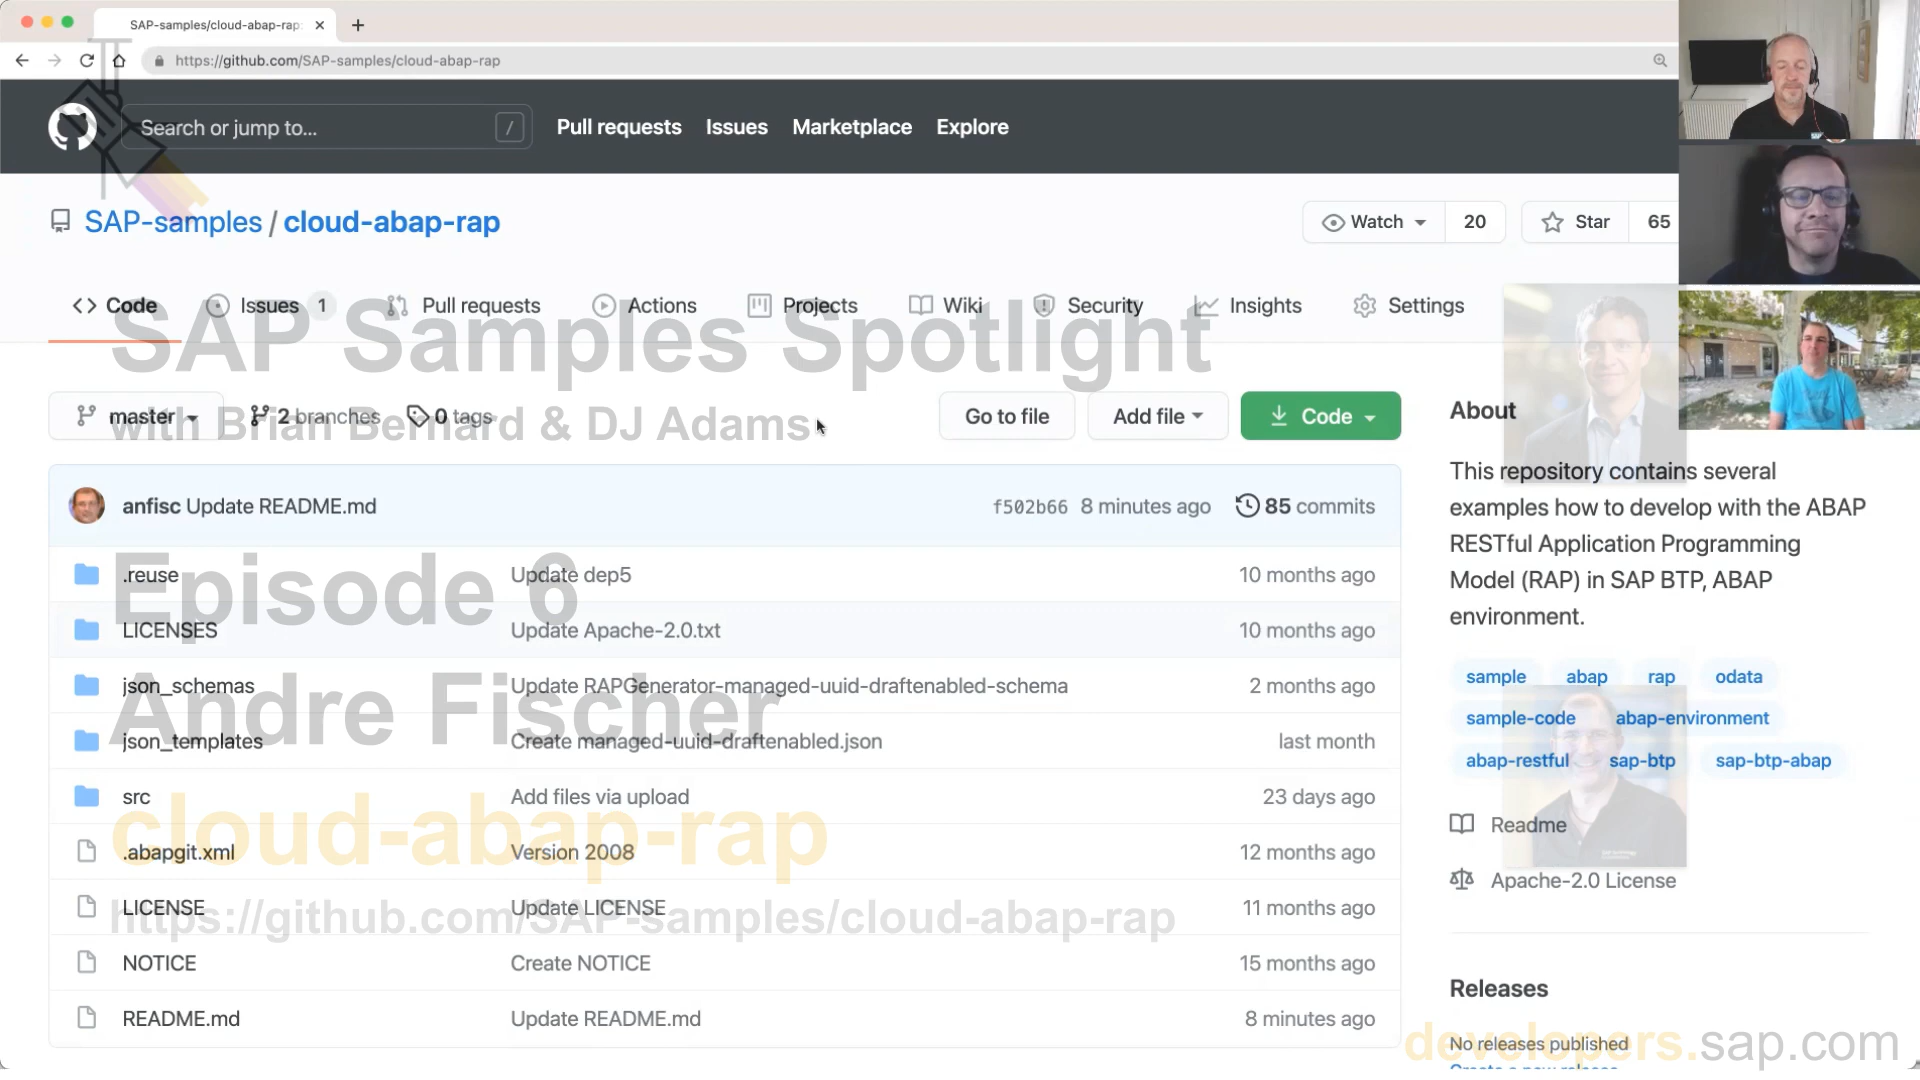 SAP-samples/cloud-abap-rap:
https://github.com/SAP-samples/cloud-abap-rap
Search or jump to... /
Pull requests Issues Marketplace Explore
SAP-samples / cloud-abap-rap
Watch 20 Star 65
Code Issues 1 Pull requests Actions Projects Wiki Security Insights Settings
SAP Samples Spotlight
master 2 branches 0 tags Go to file Add file Code
with Brian Bernard & DJ Adams
anfisc Update README.md f502b66 8 minutes ago 85 commits
.reuse Update dep5 10 months ago
Episode 6
LICENSES Update Apache-2.0.txt 10 months ago
json_schemas Update RAPGenerator-managed-uuid-draftenabled-schema 2 months ago
Andre Fischer
json_templates Create managed-uuid-draftenabled.json last month
src Add files via upload 23 days ago
cloud-abap-rap
.abapgit.xml Version 2008 12 months ago
LICENSE Update LICENSE 11 months ago
https://github.com/SAP-samples/cloud-abap-rap
NOTICE Create NOTICE 15 months ago
README.md Update README.md 8 minutes ago
About
This repository contains several
examples how to develop with the ABAP
RESTful Application Programming
Model (RAP) in SAP BTP, ABAP
environment.
sample abap rap odata
sample-code abap-environment
abap-restful sap-btp sap-btp-abap
Readme
Apache-2.0 License
Releases
No releases published
developers.sap.com
Create a new release